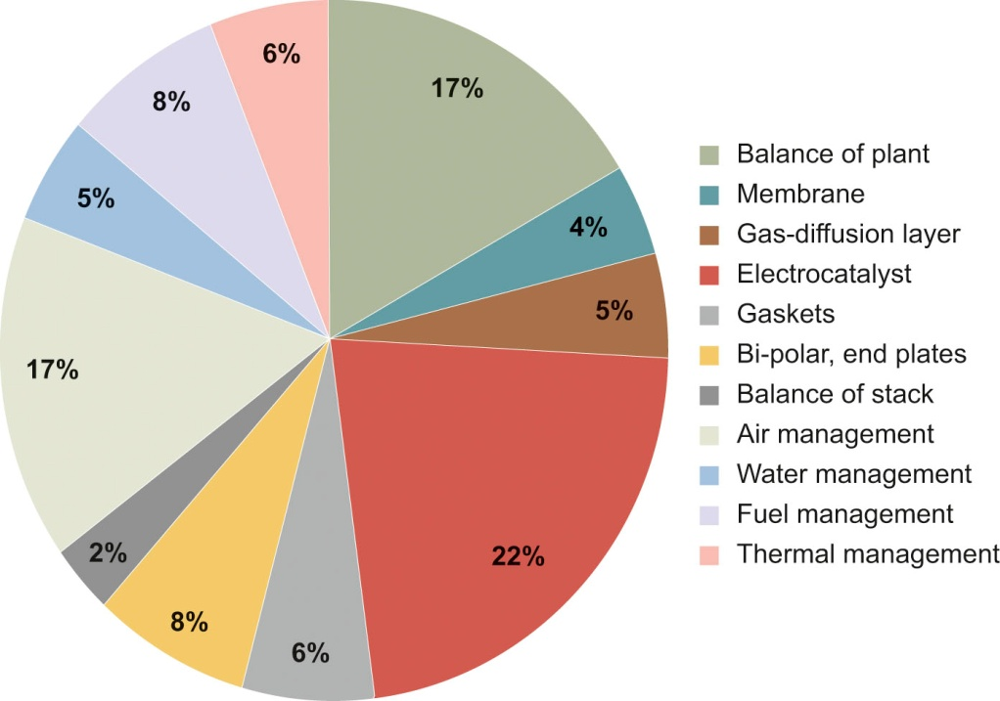 6%
17%
8%
5%
4%
5%
17%
2%
22%
8%
6%
Balance of plant
Membrane
Gas-diffusion layer
Electrocatalyst
Gaskets
Bi-polar, end plates
Balance of stack
Air management
Water management
Fuel management
Thermal management